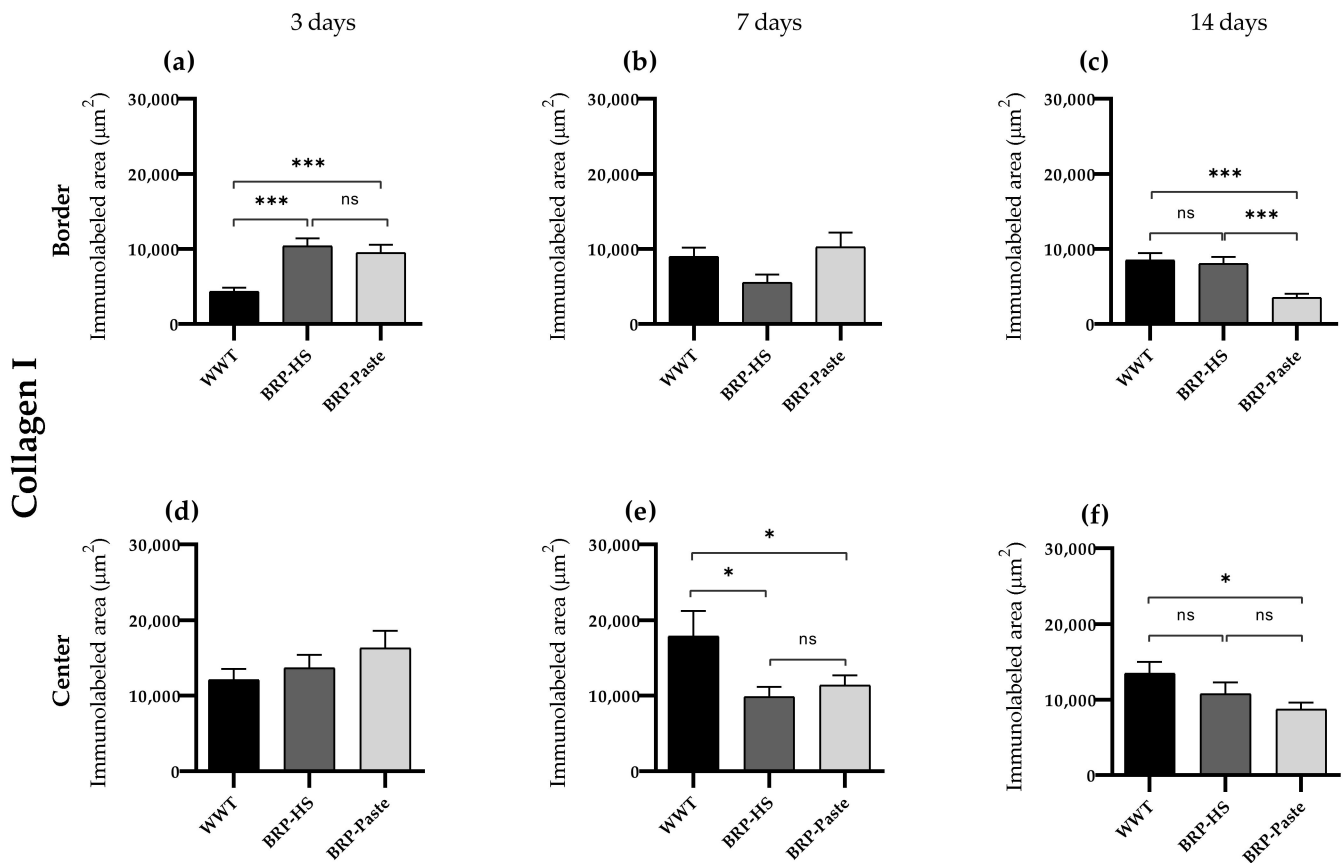 3 days
7 days
14 days
Collagen I
Border
(a)
Immunolabeled area (μm²)
30,000
20,000
10,000
0
***
***
ns
WWT
BRP-HS
BRP-Paste
(b)
Immunolabeled area (μm²)
30,000
20,000
10,000
0
WWT
BRP-HS
BRP-Paste
(c)
Immunolabeled area (μm²)
30,000
20,000
10,000
0
***
ns
***
WWT
BRP-HS
BRP-Paste
Center
(d)
Immunolabeled area (μm²)
30,000
20,000
10,000
0
WWT
BRP-HS
BRP-Paste
(e)
Immunolabeled area (μm²)
30,000
20,000
10,000
0
*
*
ns
WWT
BRP-HS
BRP-Paste
(f)
Immunolabeled area (μm²)
30,000
20,000
10,000
0
*
ns
ns
WWT
BRP-HS
BRP-Paste